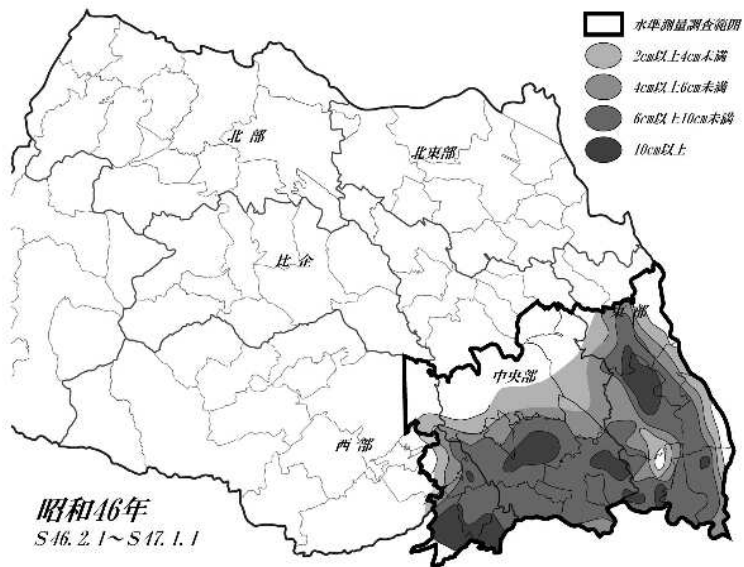 水準測量調査範囲
2cm以上4cm未満
4cm以上6cm未満
6cm以上10cm未満
10cm以上
北部
北東部
比企
東部
中央部
西部
昭和46年
S46.2.1～S47.1.1